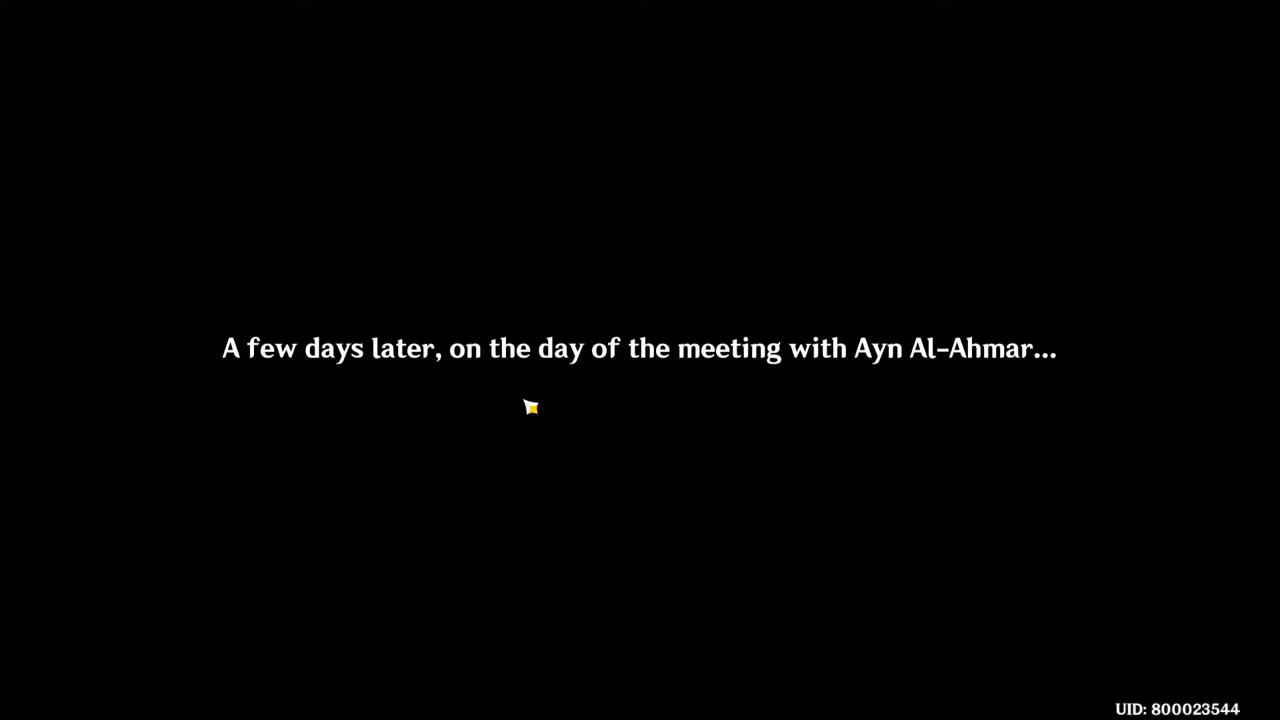 A few days later, on the day of the meeting with Ayn Al-Ahmar...
UID: 800023544